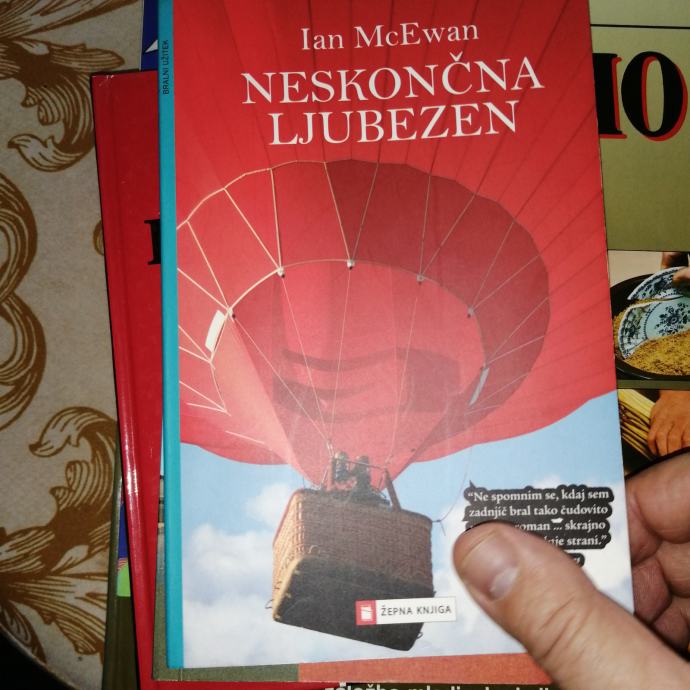 BRALNI UŽITEK
Ian McEwan
NESKONČNA
LJUBEZEN
"Ne spomnim se, kdaj sem
zadnjič bral tako čudovito
roman ... skrajno
strani."
ŽEPNA KNJIGA